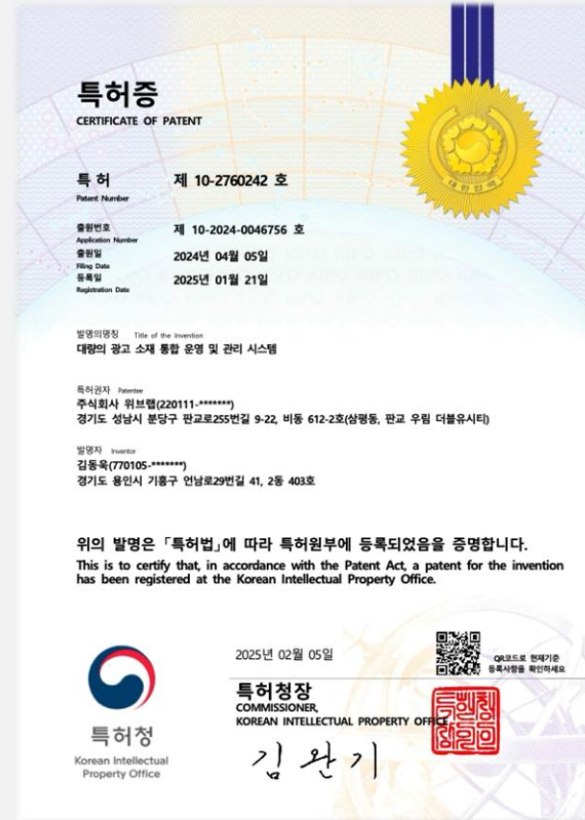 특허증
CERTIFICATE OF PATENT
특 허 제 10-2760242 호
Patent Number
출원번호 제 10-2024-0046756 호
Application Number
출원일 2024년 04월 05일
Filing Date
등록일 2025년 01월 21일
Registration Date
발명의명칭 Title of the Invention
대량의 광고 소재 통합 운영 및 관리 시스템
특허권자 Patentee
주식회사 위브랩(220111-*******)
경기도 성남시 분당구 판교로255번길 9-22, 비동 612-2호(삼평동, 판교 우림 더블유시티)
발명자 Inventor
김동욱(770105-*******)
경기도 용인시 기흥구 언남로29번길 41, 2동 403호
위의 발명은 「특허법」에 따라 특허원부에 등록되었음을 증명합니다.
This is to certify that, in accordance with the Patent Act, a patent for the invention
has been registered at the Korean Intellectual Property Office.
2025년 02월 05일
QR코드로 현재기준
등록사항을 확인하세요
특허청장
COMMISSIONER,
KOREAN INTELLECTUAL PROPERTY OFFICE
김완기
특허청
Korean Intellectual
Property Office